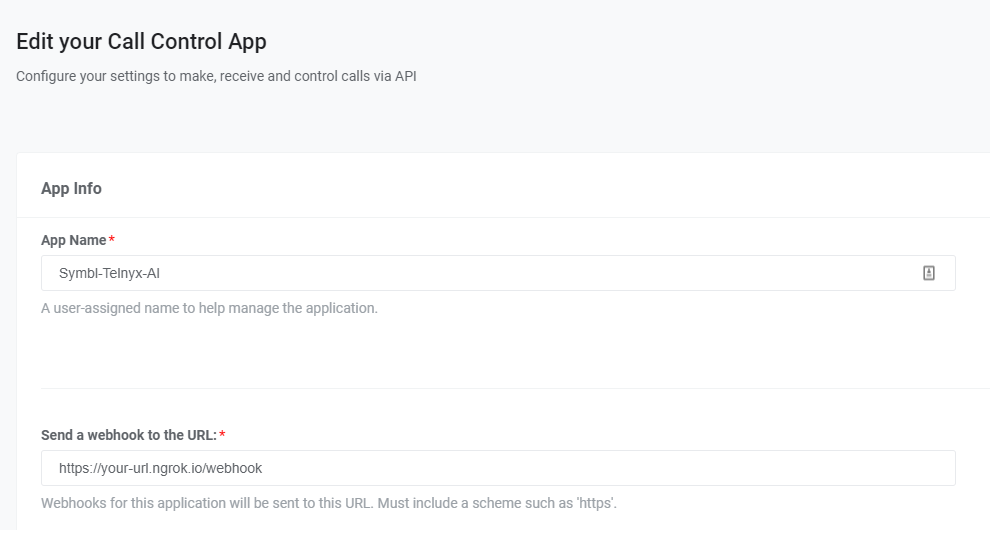 Edit your Call Control App
Configure your settings to make, receive and control calls via API
App Info
App Name*
Symbl-Telnyx-AI
A user-assigned name to help manage the application.
Send a webhook to the URL:*
https://your-url.ngrok.io/webhook
Webhooks for this application will be sent to this URL. Must include a scheme such as 'https'.